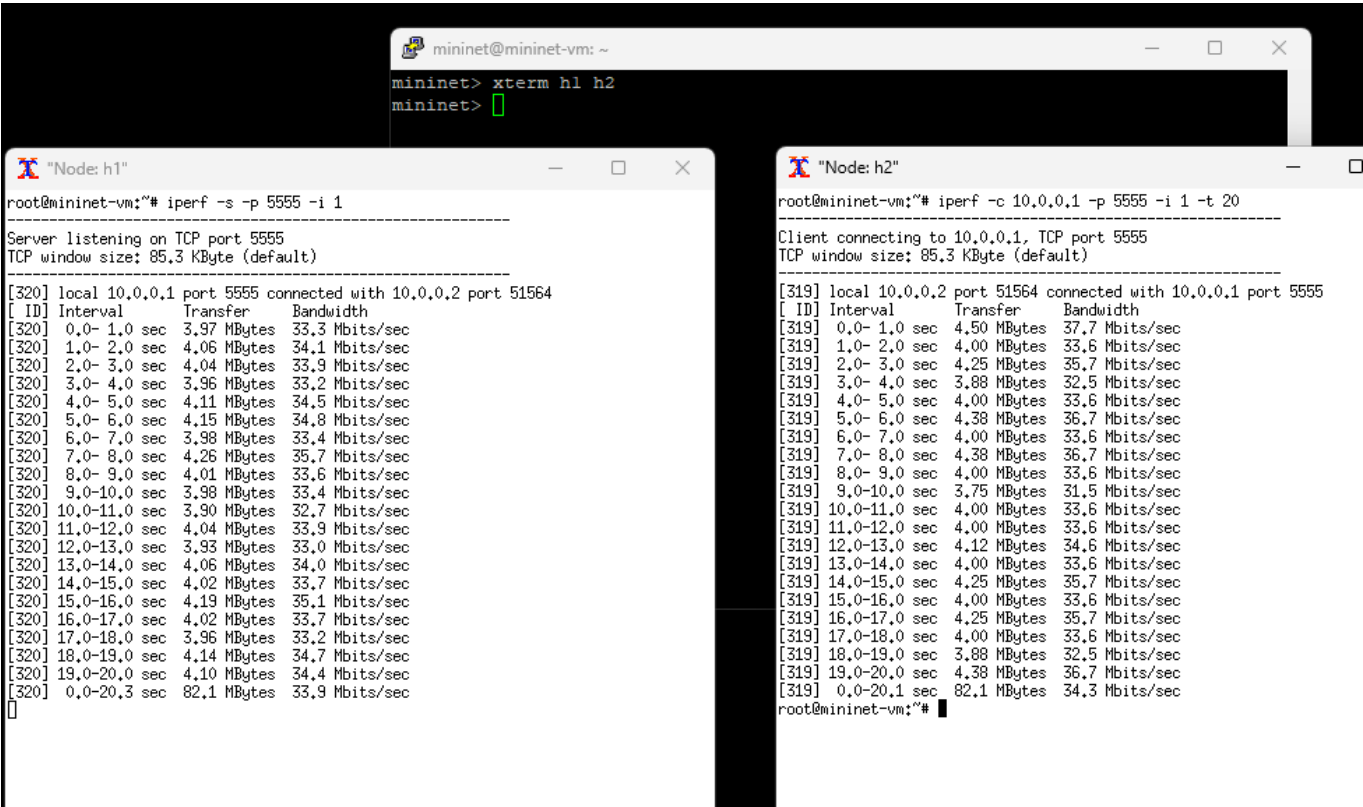 mininet@mininet-vm: ~
mininet> xterm h1 h2
mininet>
"Node: h1"
root@mininet-vm:~# iperf -s -p 5555 -i 1
------------------------------------------------------------
Server listening on TCP port 5555
TCP window size: 85.3 KByte (default)
------------------------------------------------------------
[320] local 10.0.0.1 port 5555 connected with 10.0.0.2 port 51564
[ ID] Interval       Transfer     Bandwidth
[320]  0.0- 1.0 sec  3.97 MBytes  33.3 Mbits/sec
[320]  1.0- 2.0 sec  4.06 MBytes  34.1 Mbits/sec
[320]  2.0- 3.0 sec  4.04 MBytes  33.9 Mbits/sec
[320]  3.0- 4.0 sec  3.96 MBytes  33.2 Mbits/sec
[320]  4.0- 5.0 sec  4.11 MBytes  34.5 Mbits/sec
[320]  5.0- 6.0 sec  4.15 MBytes  34.8 Mbits/sec
[320]  6.0- 7.0 sec  3.98 MBytes  33.4 Mbits/sec
[320]  7.0- 8.0 sec  4.26 MBytes  35.7 Mbits/sec
[320]  8.0- 9.0 sec  4.01 MBytes  33.6 Mbits/sec
[320]  9.0-10.0 sec  3.98 MBytes  33.4 Mbits/sec
[320] 10.0-11.0 sec  3.90 MBytes  32.7 Mbits/sec
[320] 11.0-12.0 sec  4.04 MBytes  33.9 Mbits/sec
[320] 12.0-13.0 sec  3.93 MBytes  33.0 Mbits/sec
[320] 13.0-14.0 sec  4.06 MBytes  34.0 Mbits/sec
[320] 14.0-15.0 sec  4.02 MBytes  33.7 Mbits/sec
[320] 15.0-16.0 sec  4.19 MBytes  35.1 Mbits/sec
[320] 16.0-17.0 sec  4.02 MBytes  33.7 Mbits/sec
[320] 17.0-18.0 sec  3.96 MBytes  33.2 Mbits/sec
[320] 18.0-19.0 sec  4.14 MBytes  34.7 Mbits/sec
[320] 19.0-20.0 sec  4.10 MBytes  34.4 Mbits/sec
[320]  0.0-20.3 sec  82.1 MBytes  33.9 Mbits/sec
"Node: h2"
root@mininet-vm:~# iperf -c 10.0.0.1 -p 5555 -i 1 -t 20
------------------------------------------------------------
Client connecting to 10.0.0.1, TCP port 5555
TCP window size: 85.3 KByte (default)
------------------------------------------------------------
[319] local 10.0.0.2 port 51564 connected with 10.0.0.1 port 5555
[ ID] Interval       Transfer     Bandwidth
[319]  0.0- 1.0 sec  4.50 MBytes  37.7 Mbits/sec
[319]  1.0- 2.0 sec  4.00 MBytes  33.6 Mbits/sec
[319]  2.0- 3.0 sec  4.25 MBytes  35.7 Mbits/sec
[319]  3.0- 4.0 sec  3.88 MBytes  32.5 Mbits/sec
[319]  4.0- 5.0 sec  4.00 MBytes  33.6 Mbits/sec
[319]  5.0- 6.0 sec  4.38 MBytes  36.7 Mbits/sec
[319]  6.0- 7.0 sec  4.00 MBytes  33.6 Mbits/sec
[319]  7.0- 8.0 sec  4.38 MBytes  36.7 Mbits/sec
[319]  8.0- 9.0 sec  4.00 MBytes  33.6 Mbits/sec
[319]  9.0-10.0 sec  3.75 MBytes  31.5 Mbits/sec
[319] 10.0-11.0 sec  4.00 MBytes  33.6 Mbits/sec
[319] 11.0-12.0 sec  4.00 MBytes  33.6 Mbits/sec
[319] 12.0-13.0 sec  4.12 MBytes  34.6 Mbits/sec
[319] 13.0-14.0 sec  4.00 MBytes  33.6 Mbits/sec
[319] 14.0-15.0 sec  4.25 MBytes  35.7 Mbits/sec
[319] 15.0-16.0 sec  4.00 MBytes  33.6 Mbits/sec
[319] 16.0-17.0 sec  4.25 MBytes  35.7 Mbits/sec
[319] 17.0-18.0 sec  4.00 MBytes  33.6 Mbits/sec
[319] 18.0-19.0 sec  3.88 MBytes  32.5 Mbits/sec
[319] 19.0-20.0 sec  4.38 MBytes  36.7 Mbits/sec
[319]  0.0-20.1 sec  82.1 MBytes  34.3 Mbits/sec
root@mininet-vm:~#